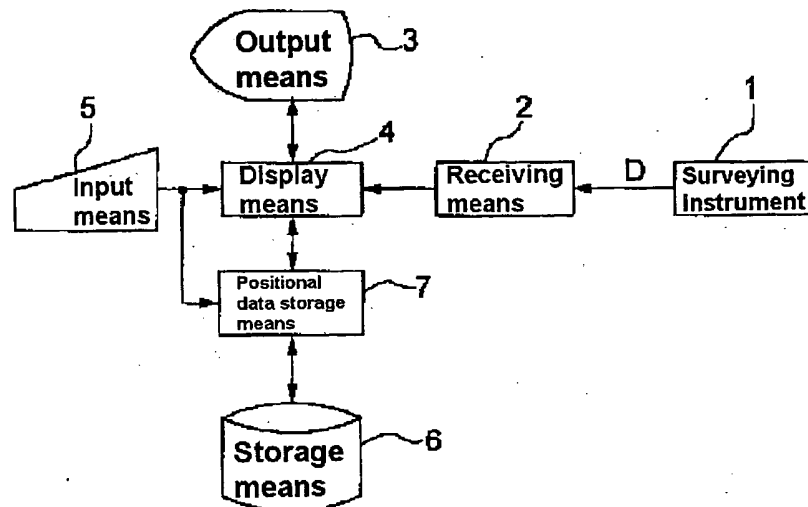 Output
means
3
5
4
2
1
Input
means
Display
means
Receiving
means
D
Surveying
instrument
Positional
data storage
means
7
Storage
means
6